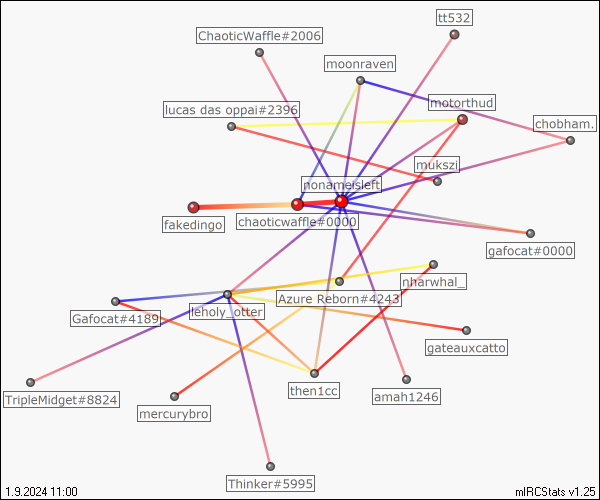 tt532
ChaoticWaffle#2006
moonraven
motorthud
lucas das oppai#2396
chobham.
mukszi
nonameisleft
chaoticwaffle#0000
fakedingo
gafocat#0000
nharwhal_
Azure Reborn#4243
leholy_otter
Gafocat#4189
gateauxcatto
then1cc
amah1246
TripleMidget#8824
mercurybro
Thinker#5995
1.9.2024 11:00
mIRCStats v1.25